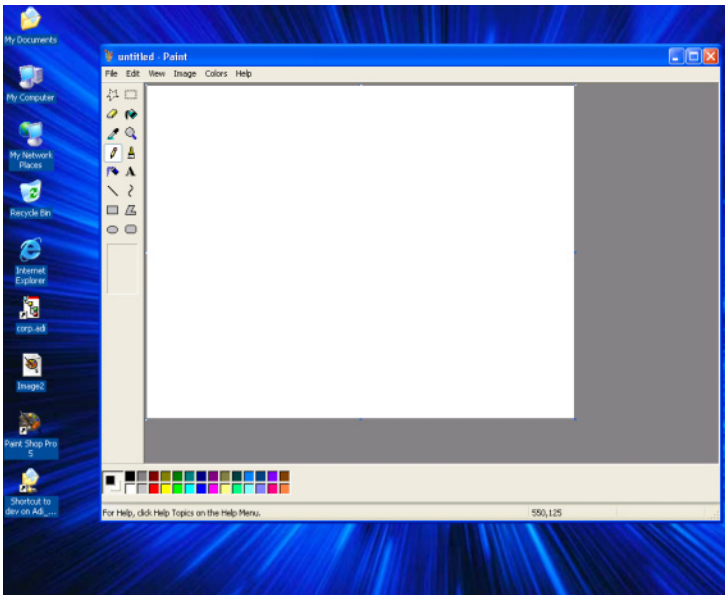 My Documents
My Computer
My Network
Places
Recycle Bin
Internet
Explorer
corp.adi
Image2
Paint Shop Pro
5
Shortcut to
dev on Adi_...
untitled - Paint
File Edit View Image Colors Help
A
For Help, click Help Topics on the Help Menu.
550,125